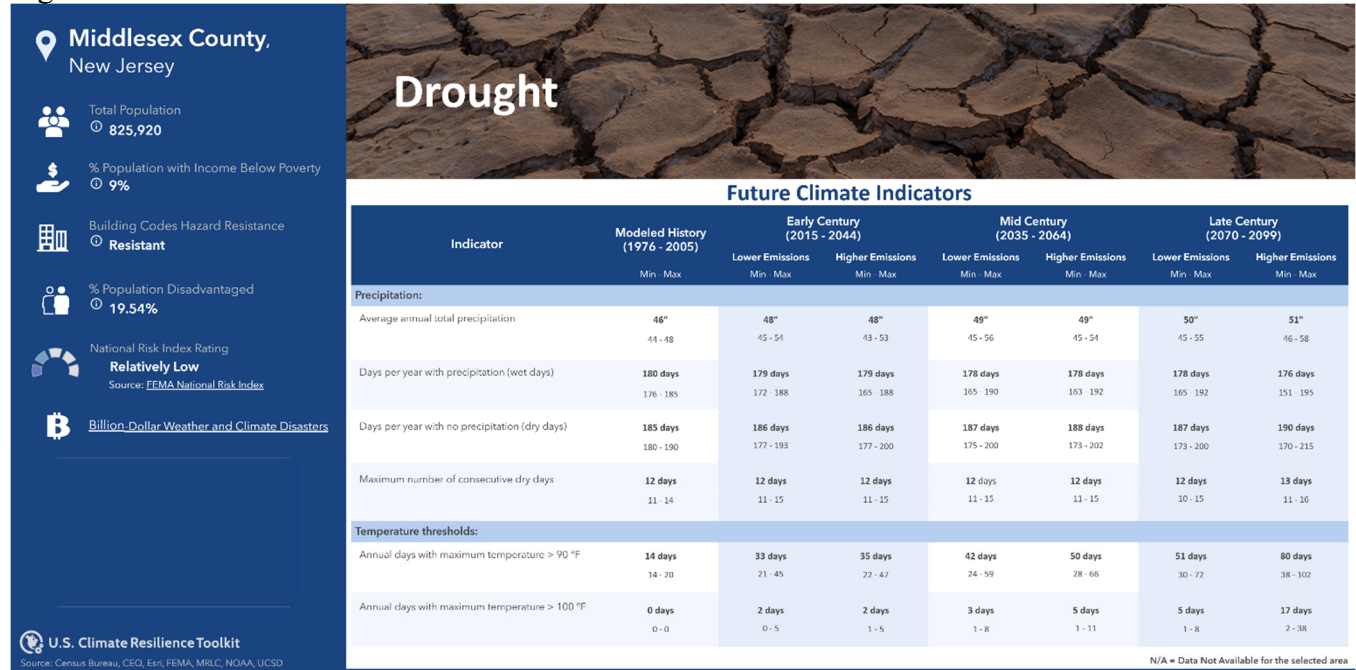 Middlesex County,
New Jersey
Total Population
825,920
% Population with Income Below Poverty
9%
Building Codes Hazard Resistance
Resistant
% Population Disadvantaged
19.54%
National Risk Index Rating
Relatively Low
Source: FEMA National Risk Index
Billion-Dollar Weather and Climate Disasters
U.S. Climate Resilience Toolkit
Source: Census Bureau, CEQ, Esri, FEMA, MRLC, NOAA, UCSD
Drought
Future Climate Indicators
Indicator Modeled History (1976 - 2005) Early Century (2015 - 2044) Mid Century (2035 - 2064) Late Century (2070 - 2099)
Lower Emissions Higher Emissions Lower Emissions Higher Emissions Lower Emissions Higher Emissions
Min - Max Min - Max Min - Max Min - Max Min - Max Min - Max Min - Max
Precipitation:
Average annual total precipitation 46" 48" 48" 49" 49" 50" 51"
44 - 48 45 - 54 43 - 53 45 - 56 45 - 54 45 - 55 46 - 58
Days per year with precipitation (wet days) 180 days 179 days 179 days 178 days 178 days 178 days 176 days
176 - 185 172 - 188 165 - 188 165 - 190 163 - 192 165 - 192 151 - 195
Days per year with no precipitation (dry days) 185 days 186 days 186 days 187 days 188 days 187 days 190 days
180 - 190 177 - 193 177 - 200 175 - 200 173 - 202 173 - 200 170 - 215
Maximum number of consecutive dry days 12 days 12 days 12 days 12 days 12 days 12 days 13 days
11 - 14 11 - 15 11 - 15 11 - 15 11 - 15 10 - 15 11 - 16
Temperature thresholds:
Annual days with maximum temperature > 90 °F 14 days 33 days 35 days 42 days 50 days 51 days 80 days
14 - 20 21 - 45 22 - 47 24 - 59 28 - 66 30 - 72 38 - 102
Annual days with maximum temperature > 100 °F 0 days 2 days 2 days 3 days 5 days 5 days 17 days
0 - 0 0 - 5 1 - 5 1 - 8 1 - 11 1 - 8 2 - 38
N/A = Data Not Available for the selected area